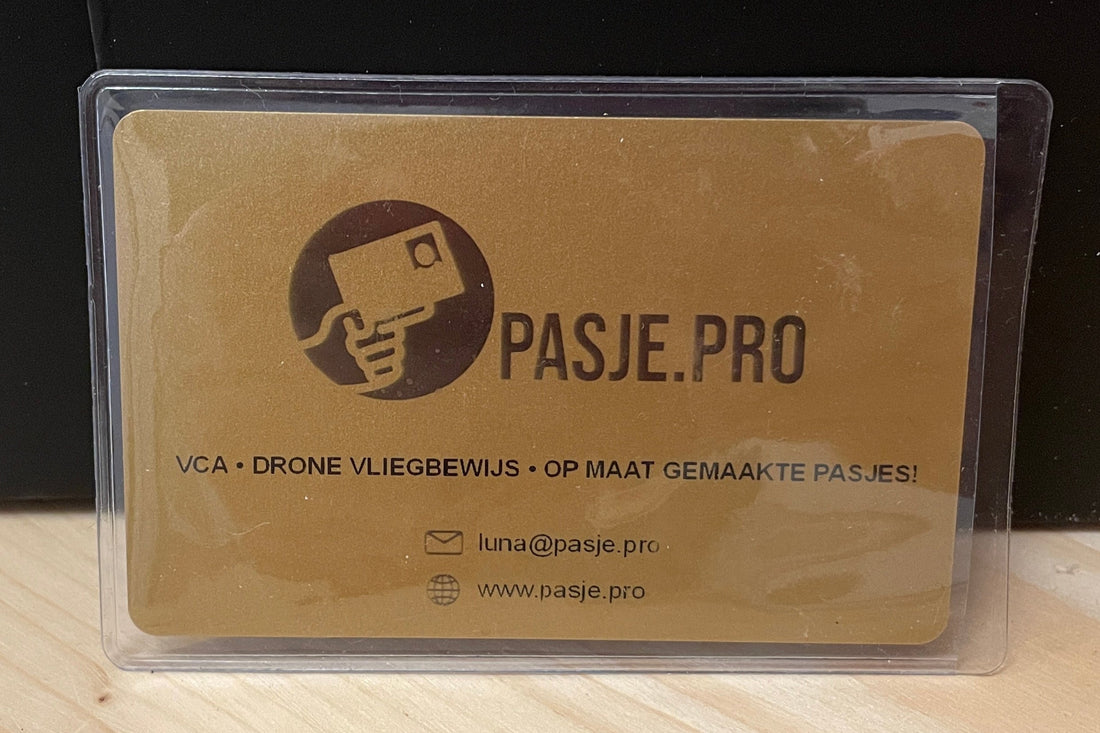 PASJE.PRO
VCA • DRONE VLIEGBEWIJS • OP MAAT GEMAAKTE PASJES!
luna@pasje.pro
www.pasje.pro